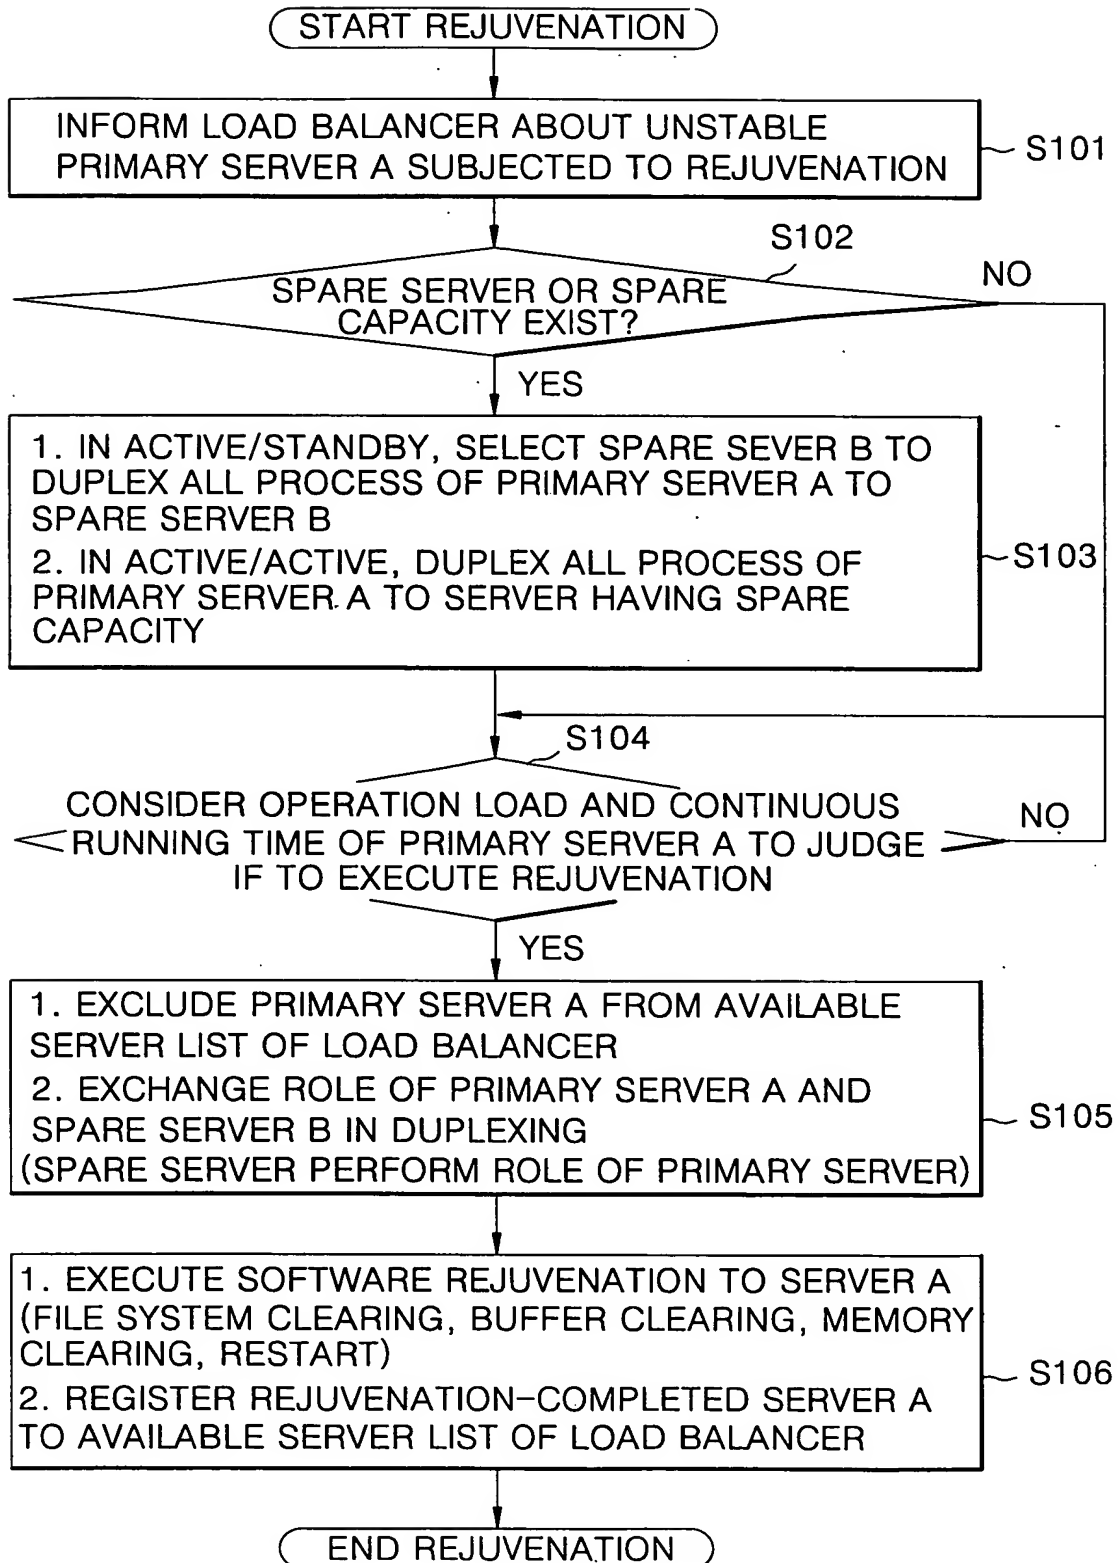 START REJUVENATION
INFORM LOAD BALANCER ABOUT UNSTABLE
PRIMARY SERVER A SUBJECTED TO REJUVENATION
S101
S102
NO
SPARE SERVER OR SPARE
CAPACITY EXIST?
YES
1. IN ACTIVE/STANDBY, SELECT SPARE SEVER B TO
DUPLEX ALL PROCESS OF PRIMARY SERVER A TO
SPARE SERVER B
2. IN ACTIVE/ACTIVE, DUPLEX ALL PROCESS OF
PRIMARY SERVER A TO SERVER HAVING SPARE
CAPACITY
S103
S104
CONSIDER OPERATION LOAD AND CONTINUOUS
RUNNING TIME OF PRIMARY SERVER A TO JUDGE
IF TO EXECUTE REJUVENATION
NO
YES
1. EXCLUDE PRIMARY SERVER A FROM AVAILABLE
SERVER LIST OF LOAD BALANCER
2. EXCHANGE ROLE OF PRIMARY SERVER A AND
SPARE SERVER B IN DUPLEXING
(SPARE SERVER PERFORM ROLE OF PRIMARY SERVER)
S105
1. EXECUTE SOFTWARE REJUVENATION TO SERVER A
(FILE SYSTEM CLEARING, BUFFER CLEARING, MEMORY
CLEARING, RESTART)
2. REGISTER REJUVENATION-COMPLETED SERVER A
TO AVAILABLE SERVER LIST OF LOAD BALANCER
S106
END REJUVENATION